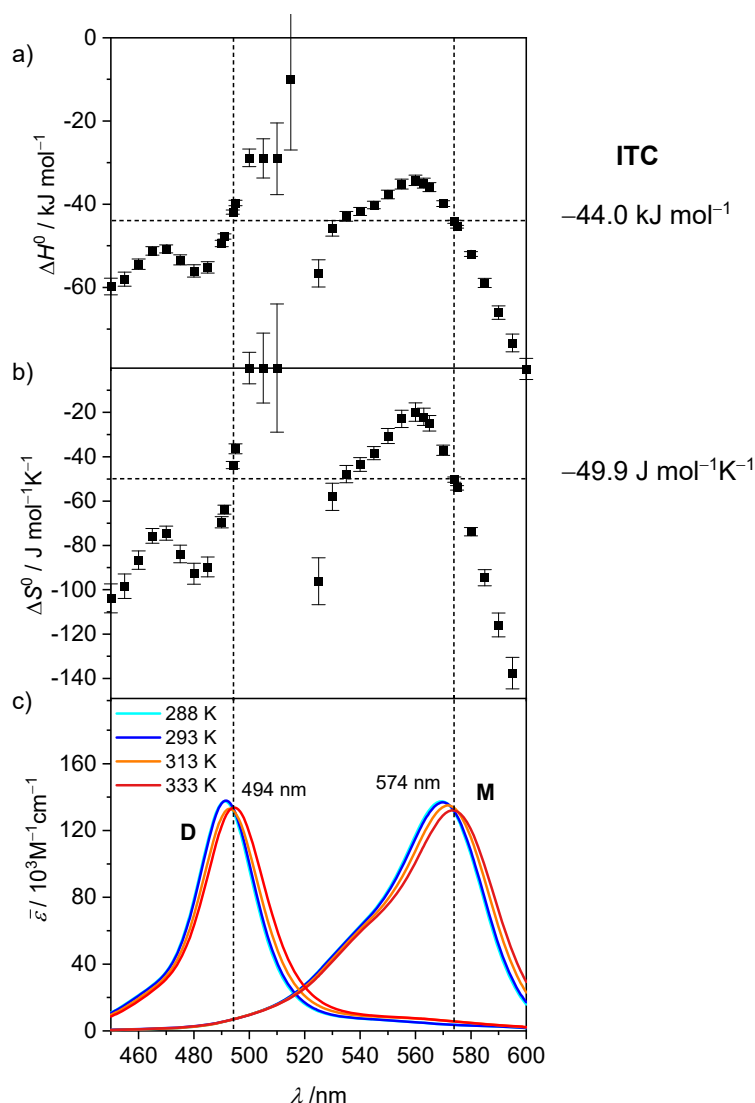 a)
0
-20
-40
-60
ΔH⁰ / kJ mol⁻¹
ITC
−44.0 kJ mol⁻¹
b)
-20
-40
-60
-80
-100
-120
-140
ΔS⁰ / J mol⁻¹K⁻¹
−49.9 J mol⁻¹K⁻¹
c)
288 K
293 K
313 K
333 K
494 nm
574 nm
D
M
160
120
80
40
0
ε̄ / 10³M⁻¹cm⁻¹
460 480 500 520 540 560 580 600
λ /nm